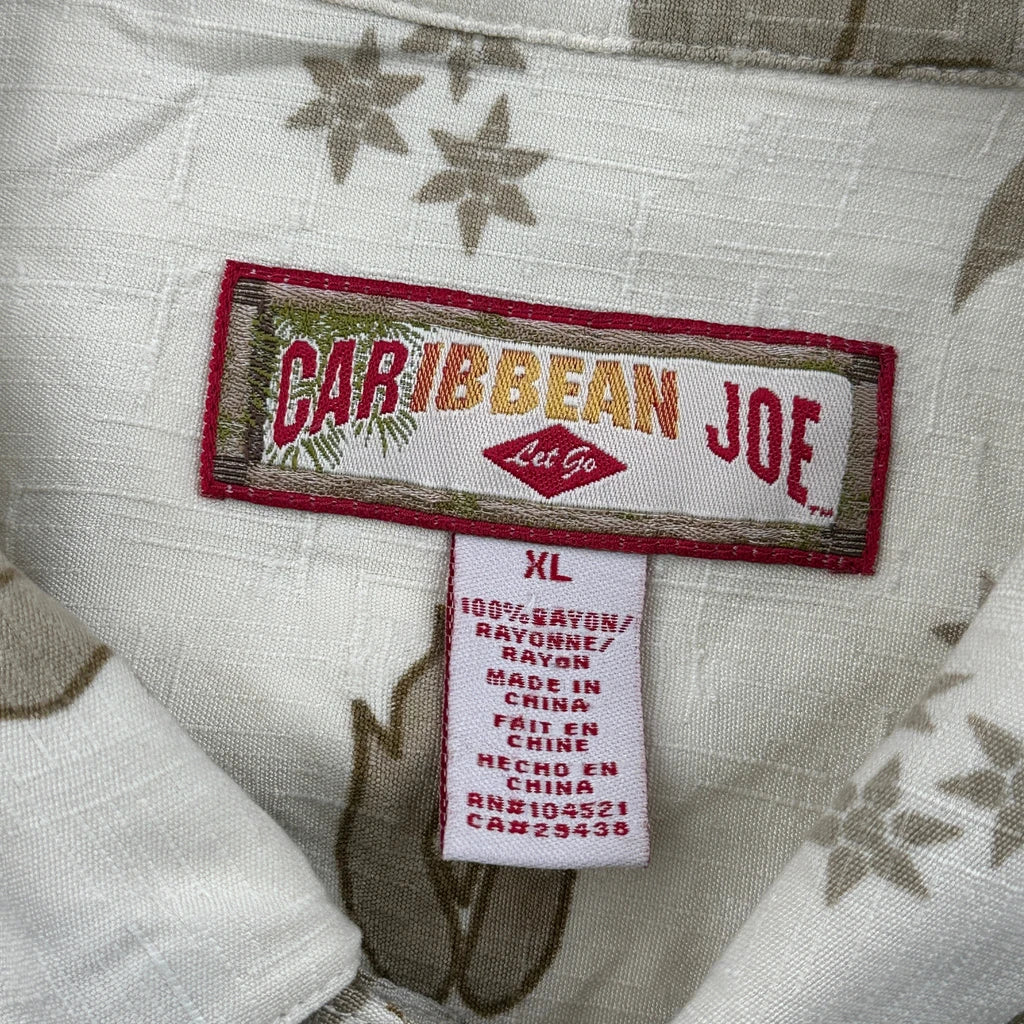 CARIBBEAN JOE™
Let Go
XL
100%RAYON/
RAYONNE/
RAYON
MADE IN
CHINA
FAIT EN
CHINE
HECHO EN
CHINA
RN#104521
CA#29438